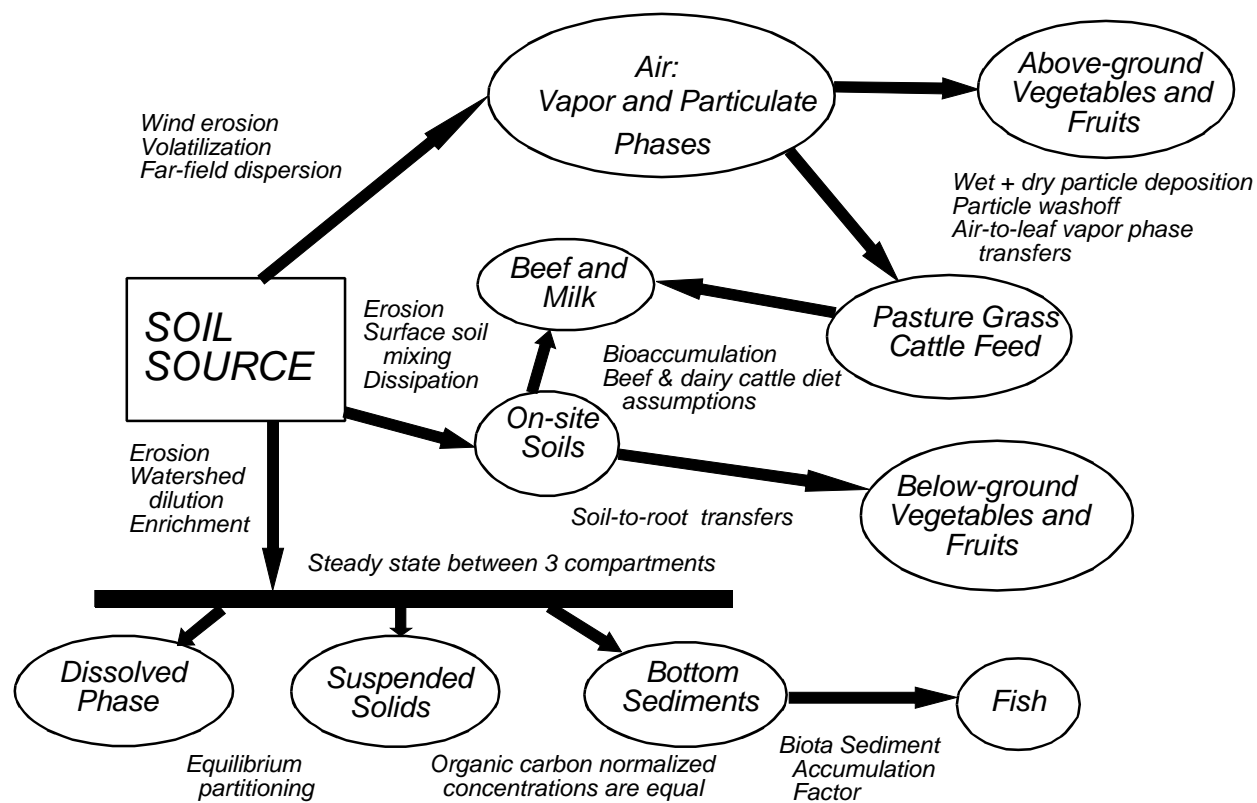 Air:
Vapor and Particulate
Phases
Above-ground
Vegetables and
Fruits
Wind erosion
Volatilization
Far-field dispersion
Wet + dry particle deposition
Particle washoff
Air-to-leaf vapor phase
transfers
Beef and
Milk
SOIL
SOURCE
Erosion
Surface soil
mixing
Dissipation
Pasture Grass
Cattle Feed
Bioaccumulation
Beef & dairy cattle diet
assumptions
On-site
Soils
Erosion
Watershed
dilution
Enrichment
Below-ground
Vegetables and
Fruits
Soil-to-root transfers
Steady state between 3 compartments
Dissolved
Phase
Suspended
Solids
Bottom
Sediments
Fish
Equilibrium
partitioning
Organic carbon normalized
concentrations are equal
Biota Sediment
Accumulation
Factor